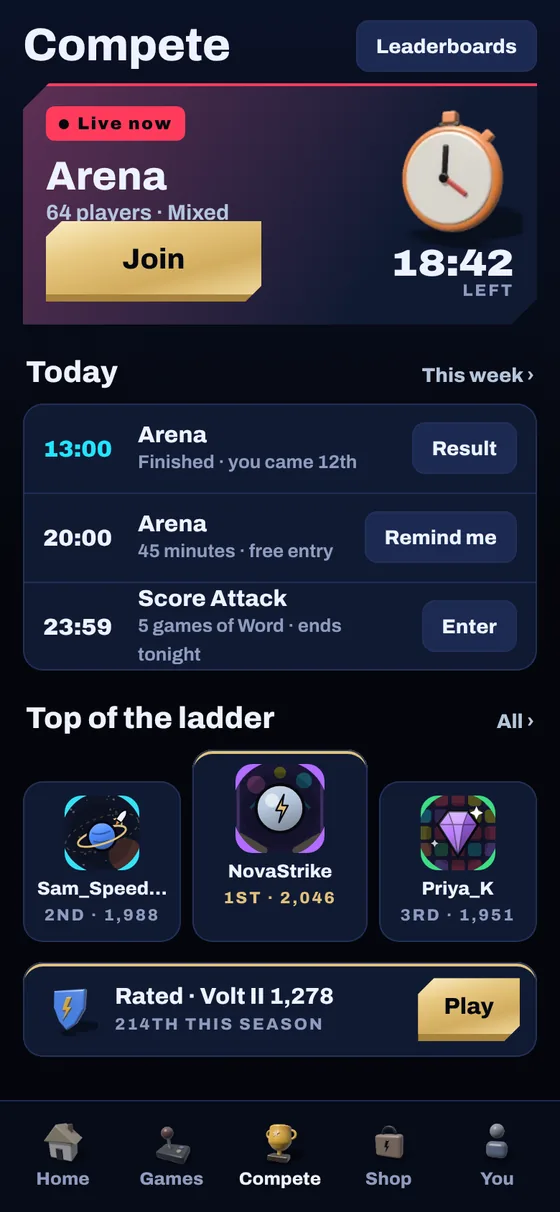 Compete
Leaderboards
Live now
Arena
64 players · Mixed
Join
18:42
LEFT
Today
This week ›
13:00
Arena
Finished · you came 12th
Result
20:00
Arena
45 minutes · free entry
Remind me
23:59
Score Attack
5 games of Word · ends
tonight
Enter
Top of the ladder
All ›
Sam_Speed...
2ND · 1,988
NovaStrike
1ST · 2,046
Priya_K
3RD · 1,951
Rated · Volt II 1,278
214TH THIS SEASON
Play
Home
Games
Compete
Shop
You